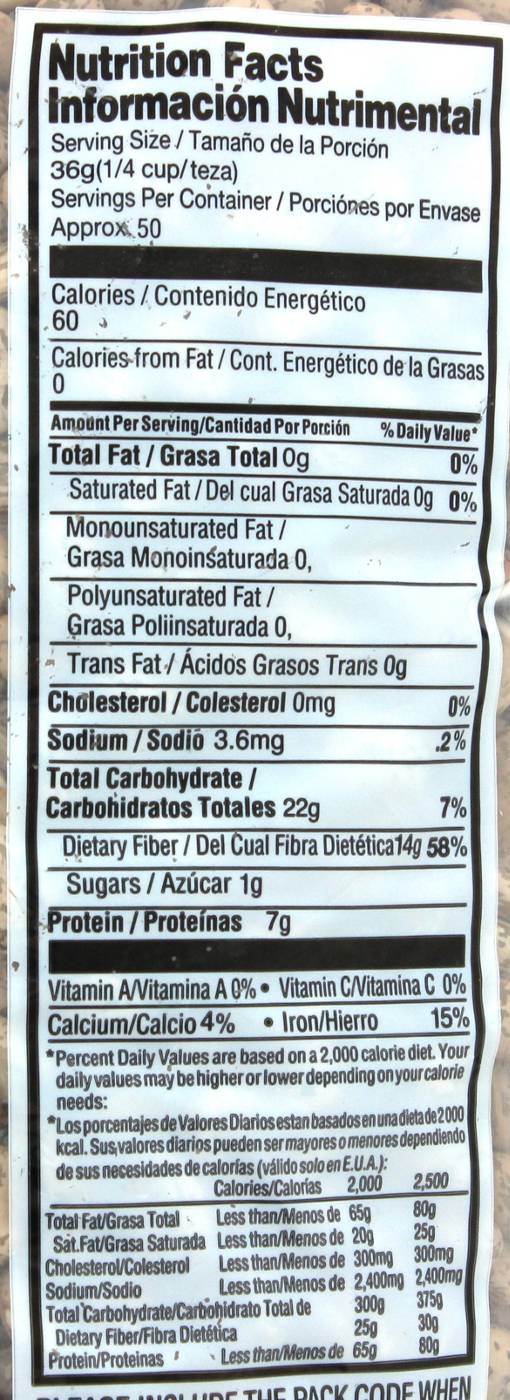 Nutrition Facts
Información Nutrimental
Serving Size / Tamaño de la Porción
36g(1/4 cup/teza)
Servings Per Container / Porciónes por Envase
Approx. 50
Calories / Contenido Energético
60
Calories from Fat / Cont. Energético de la Grasas
0
Amount Per Serving/Cantidad Por Porción % Daily Value*
Total Fat / Grasa Total 0g 0%
Saturated Fat / Del cual Grasa Saturada 0g 0%
Monounsaturated Fat /
Grasa Monoinsaturada 0,
Polyunsaturated Fat /
Grasa Poliinsaturada 0,
Trans Fat / Ácidos Grasos Trans 0g
Cholesterol / Colesterol 0mg 0%
Sodium / Sodio 3.6mg .2%
Total Carbohydrate /
Carbohidratos Totales 22g 7%
Dietary Fiber / Del Cual Fibra Dietética 14g 58%
Sugars / Azúcar 1g
Protein / Proteínas 7g
Vitamin A/Vitamina A 0% • Vitamin C/Vitamina C 0%
Calcium/Calcio 4% • Iron/Hierro 15%
*Percent Daily Values are based on a 2,000 calorie diet. Your
daily values may be higher or lower depending on your calorie
needs:
*Los porcentajes de Valores Diarios estan basados en una dieta de 2 000
kcal. Sus valores diarios pueden ser mayores o menores dependiendo
de sus necesidades de calorías (válido solo en E.U.A.):
Calories/Calorías 2,000 2,500
Total Fat/Grasa Total Less than/Menos de 65g 80g
Sat.Fat/Grasa Saturada Less than/Menos de 20g 25g
Cholesterol/Colesterol Less than/Menos de 300mg 300mg
Sodium/Sodio Less than/Menos de 2,400mg 2,400mg
Total Carbohydrate/Carbohidrato Total de 300g 375g
Dietary Fiber/Fibra Dietética 25g 30g
Protein/Proteinas Less than/Menos de 65g 80g
PLEASE INCLUDE THE PACK CODE WHEN